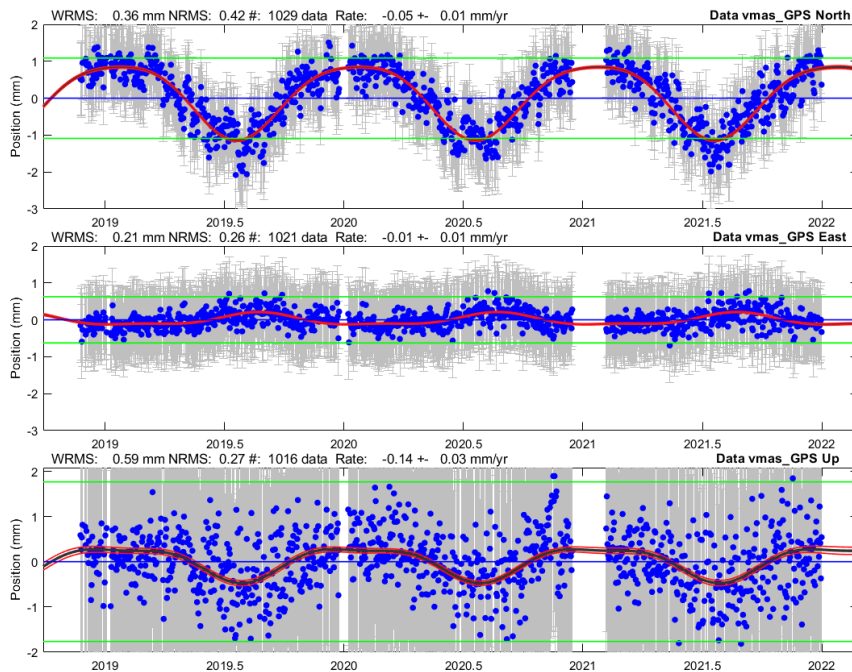 WRMS: 0.36 mm NRMS: 0.42 #: 1029 data Rate: -0.05 +- 0.01 mm/yr Data vmas_GPS North
2
1
0
-1
-2
-3
Position (mm)
2019 2019.5 2020 2020.5 2021 2021.5 2022
WRMS: 0.21 mm NRMS: 0.26 #: 1021 data Rate: -0.01 +- 0.01 mm/yr Data vmas_GPS East
2
1
0
-1
-2
-3
Position (mm)
2019 2019.5 2020 2020.5 2021 2021.5 2022
WRMS: 0.59 mm NRMS: 0.27 #: 1016 data Rate: -0.14 +- 0.03 mm/yr Data vmas_GPS Up
2
1
0
-1
-2
Position (mm)
2019 2019.5 2020 2020.5 2021 2021.5 2022